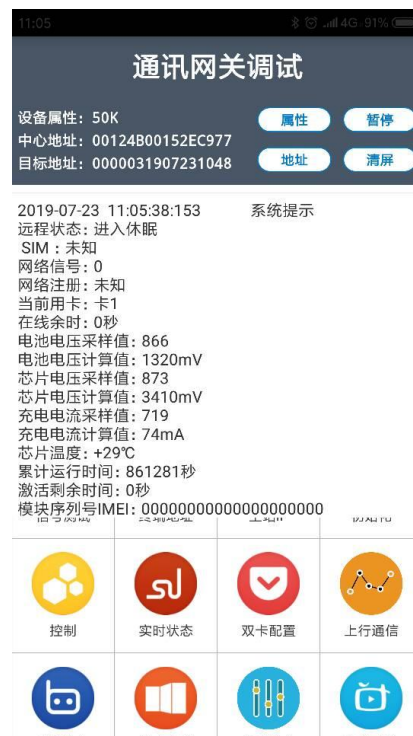 11:05 4G 91%
通讯网关调试
设备属性: 50K 属性 暂停
中心地址: 00124B00152EC977
目标地址: 0000031907231048 地址 清屏
2019-07-23 11:05:38:153 系统提示
远程状态: 进入休眠
SIM : 未知
网络信号: 0
网络注册: 未知
当前用卡: 卡1
在线余时: 0秒
电池电压采样值: 866
电池电压计算值: 1320mV
芯片电压采样值: 873
芯片电压计算值: 3410mV
充电电流采样值: 719
充电电流计算值: 74mA
芯片温度: +29℃
累计运行时间: 861281秒
激活剩余时间: 0秒
模块序列号IMEI: 00000000000000000000
控制 实时状态 双卡配置 上行通信